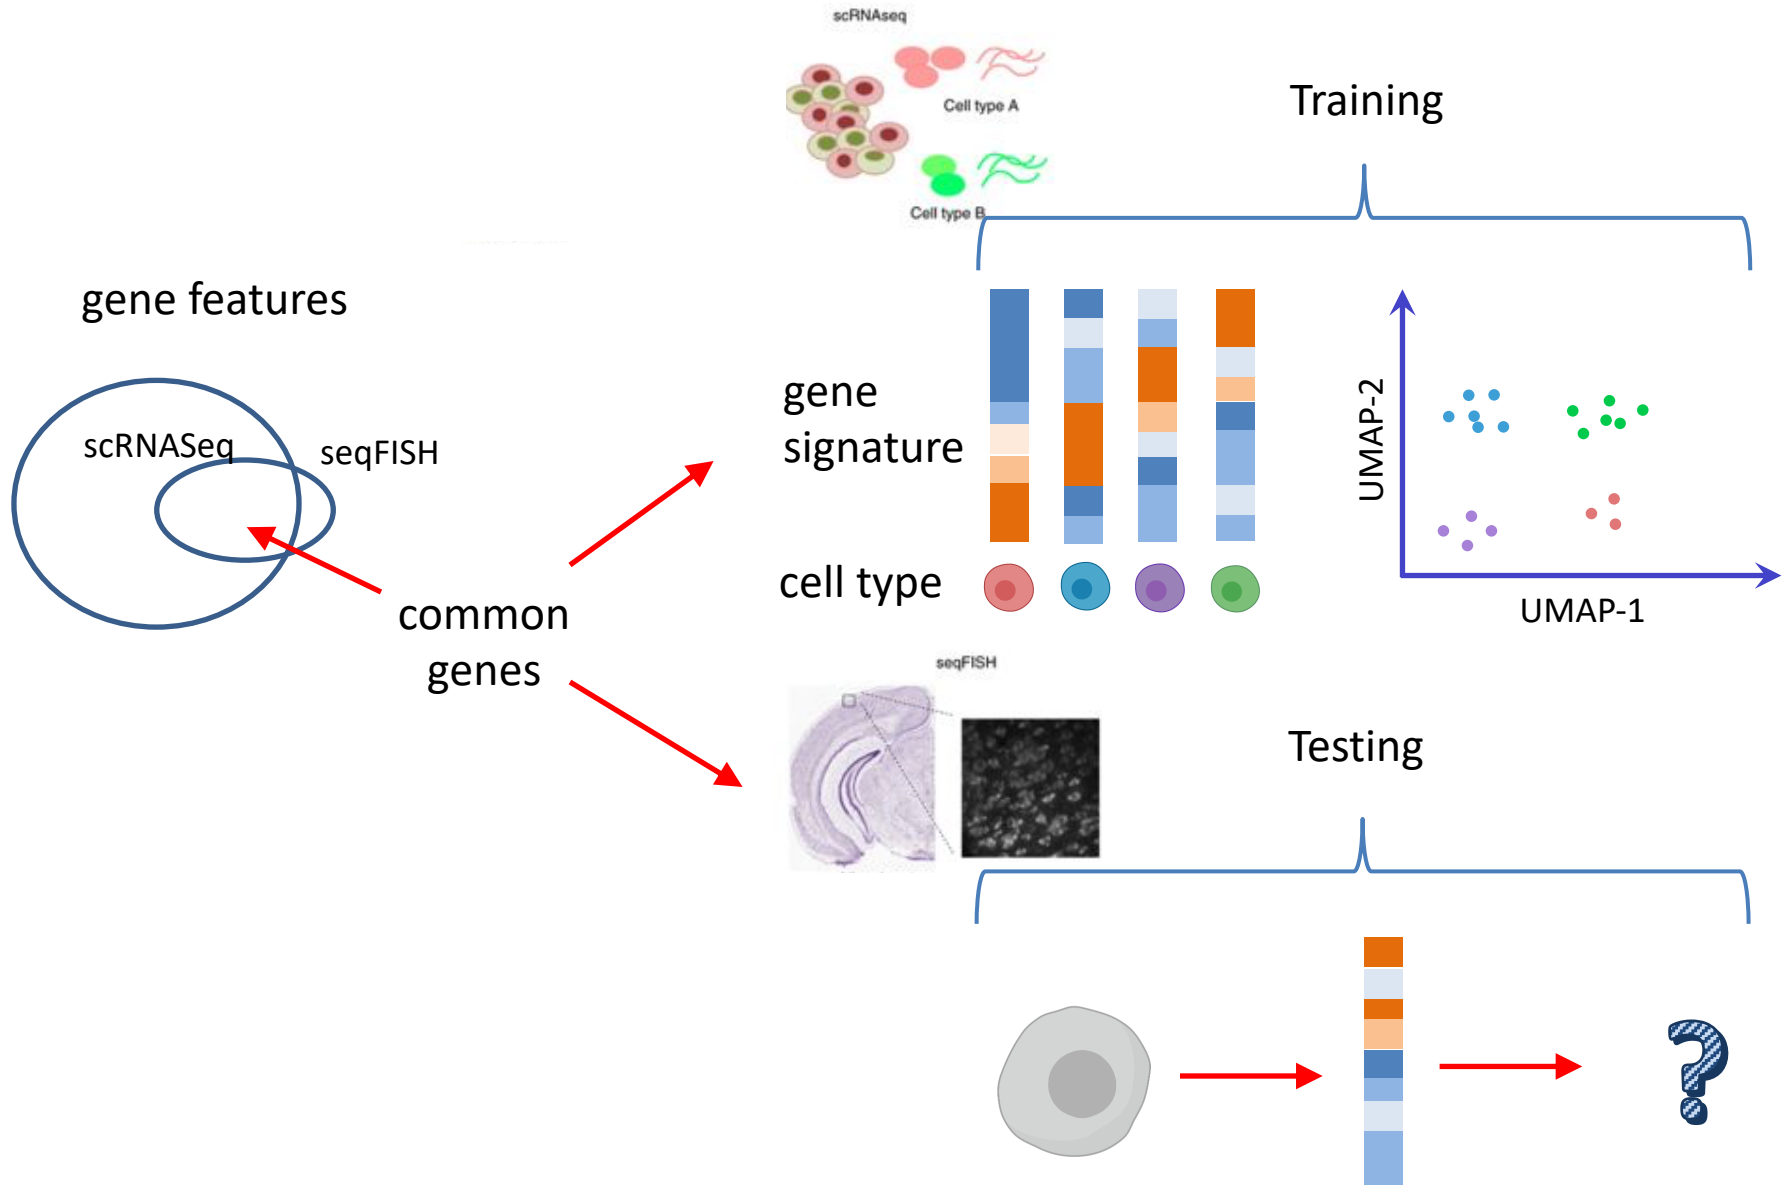 scRNAseq
Cell type A
Cell type B
Training
gene features
scRNASeq
seqFISH
common
genes
gene
signature
cell type
UMAP-2
UMAP-1
seqFISH
Testing
?